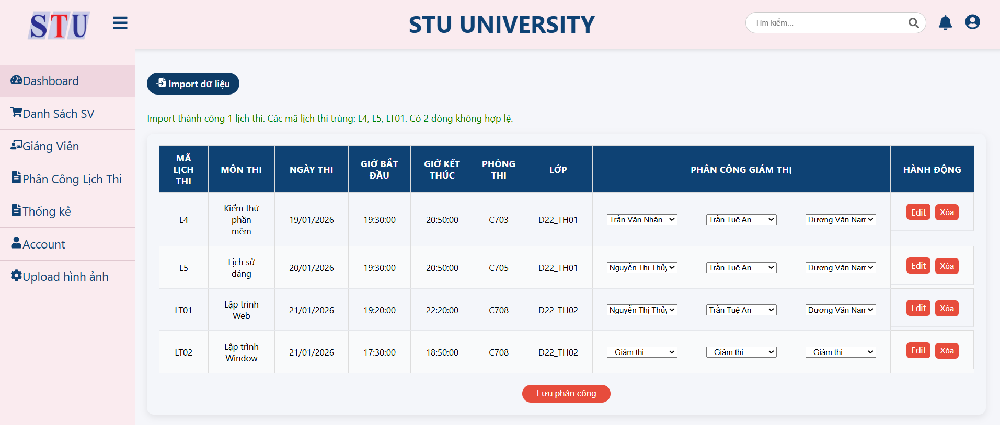 STU
STU UNIVERSITY
Tìm kiếm...
Dashboard
Danh Sách SV
Giảng Viên
Phân Công Lịch Thi
Thống kê
Account
Upload hình ảnh
Import dữ liệu
Import thành công 1 lịch thi. Các mã lịch thi trùng: L4, L5, LT01. Có 2 dòng không hợp lệ.
MÃ LỊCH THI MÔN THI NGÀY THI GIỜ BẮT ĐẦU GIỜ KẾT THÚC PHÒNG THI LỚP PHÂN CÔNG GIÁM THỊ HÀNH ĐỘNG
L4 Kiểm thử phần mềm 19/01/2026 19:30:00 20:50:00 C703 D22_TH01 Trần Văn Nhân Trần Tuệ An Dương Văn Nam Edit Xóa
L5 Lịch sử đảng 20/01/2026 19:30:00 20:50:00 C705 D22_TH01 Nguyễn Thị Thủy Trần Tuệ An Dương Văn Nam Edit Xóa
LT01 Lập trình Web 21/01/2026 19:20:00 22:20:00 C708 D22_TH02 Nguyễn Thị Thủy Trần Tuệ An Dương Văn Nam Edit Xóa
LT02 Lập trình Window 21/01/2026 17:30:00 18:50:00 C708 D22_TH02 --Giám thị-- --Giám thị-- --Giám thị-- Edit Xóa
Lưu phân công